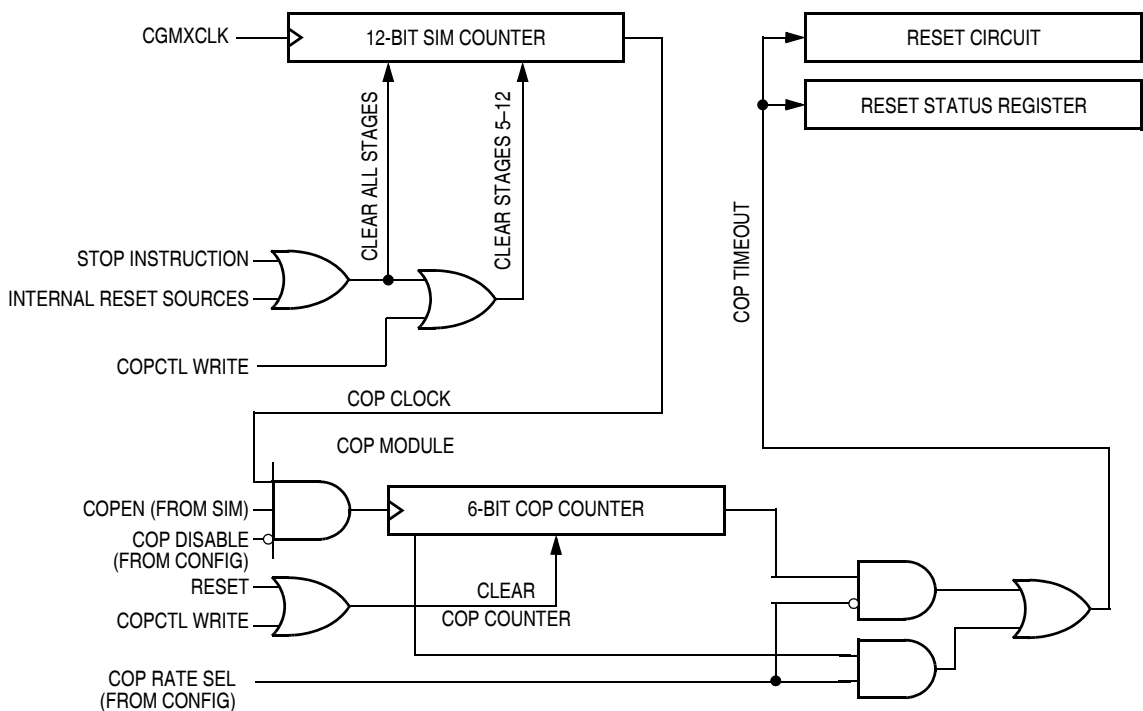 CGMXCLK
12-BIT SIM COUNTER
RESET CIRCUIT
RESET STATUS REGISTER
CLEAR ALL STAGES
CLEAR STAGES 5–12
COP TIMEOUT
STOP INSTRUCTION
INTERNAL RESET SOURCES
COPCTL WRITE
COP CLOCK
COP MODULE
COPEN (FROM SIM)
6-BIT COP COUNTER
COP DISABLE
(FROM CONFIG)
RESET
CLEAR
COP COUNTER
COPCTL WRITE
COP RATE SEL
(FROM CONFIG)